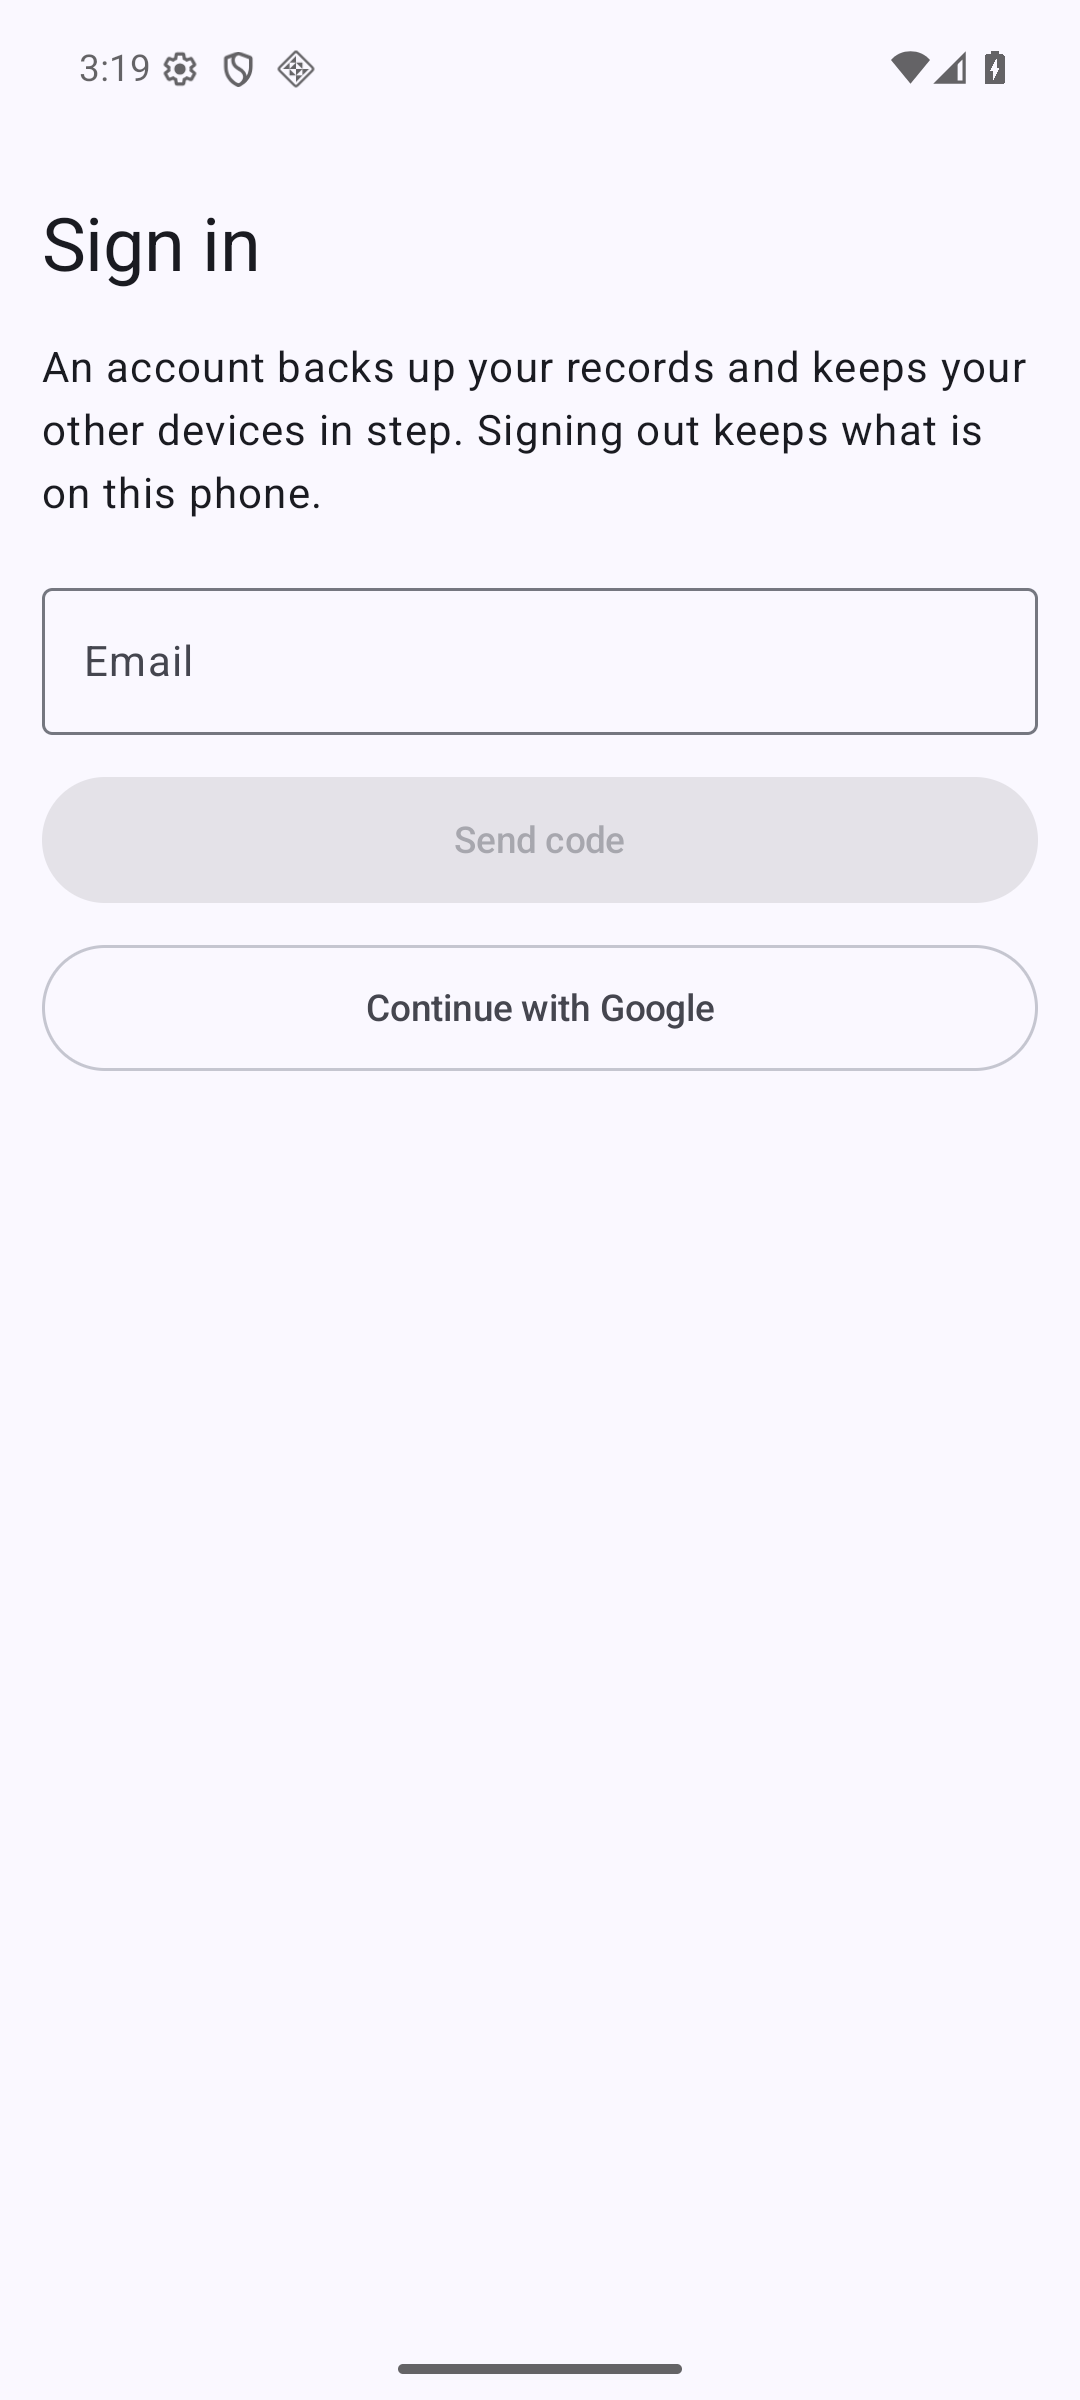 3:19
Sign in
An account backs up your records and keeps your
other devices in step. Signing out keeps what is
on this phone.
Email
Send code
Continue with Google